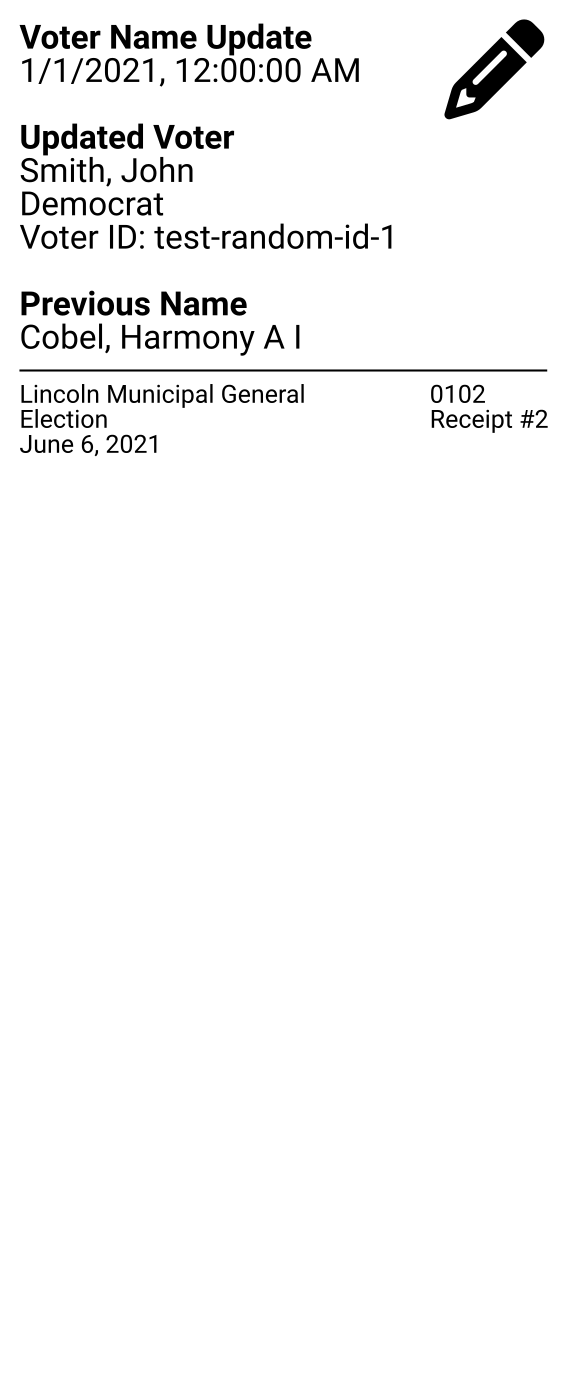 Voter Name Update
1/1/2021, 12:00:00 AM
Updated Voter
Smith, John
Democrat
Voter ID: test-random-id-1
Previous Name
Cobel, Harmony A I
Lincoln Municipal General
Election
June 6, 2021
0102
Receipt #2